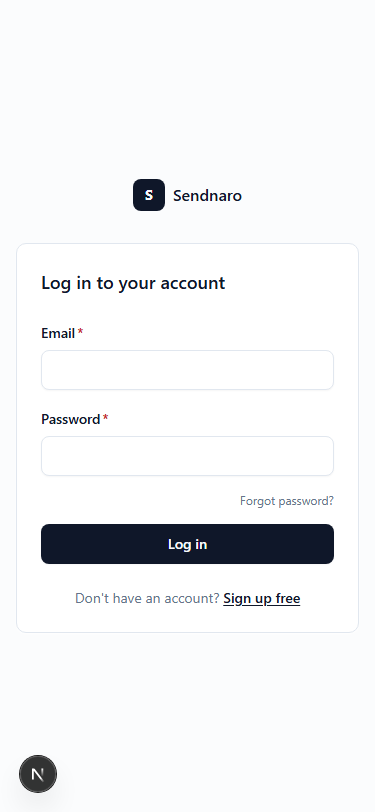 S Sendnaro
Log in to your account
Email *
Password *
Forgot password?
Log in
Don't have an account? Sign up free
N